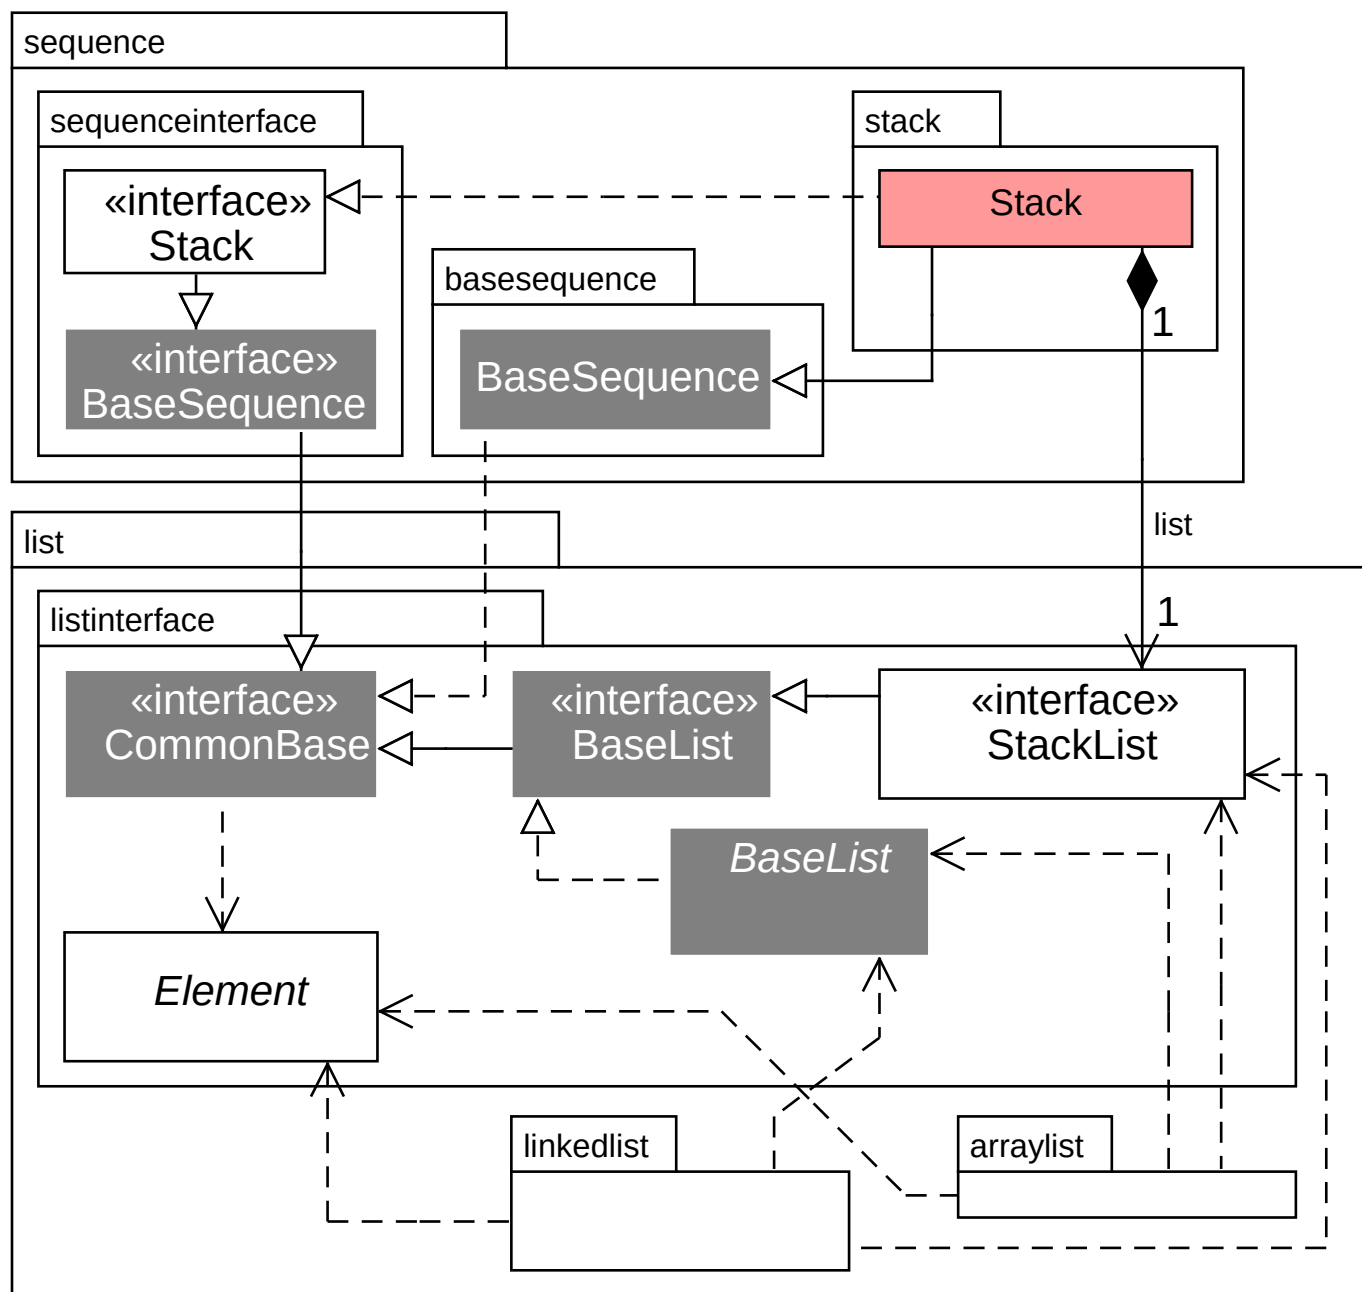 sequence
sequenceinterface
stack
«interface»
Stack
Stack
basesequence
«interface»
BaseSequence
BaseSequence
1
list
list
listinterface
1
«interface»
CommonBase
«interface»
BaseList
«interface»
StackList
BaseList
Element
linkedlist
arraylist